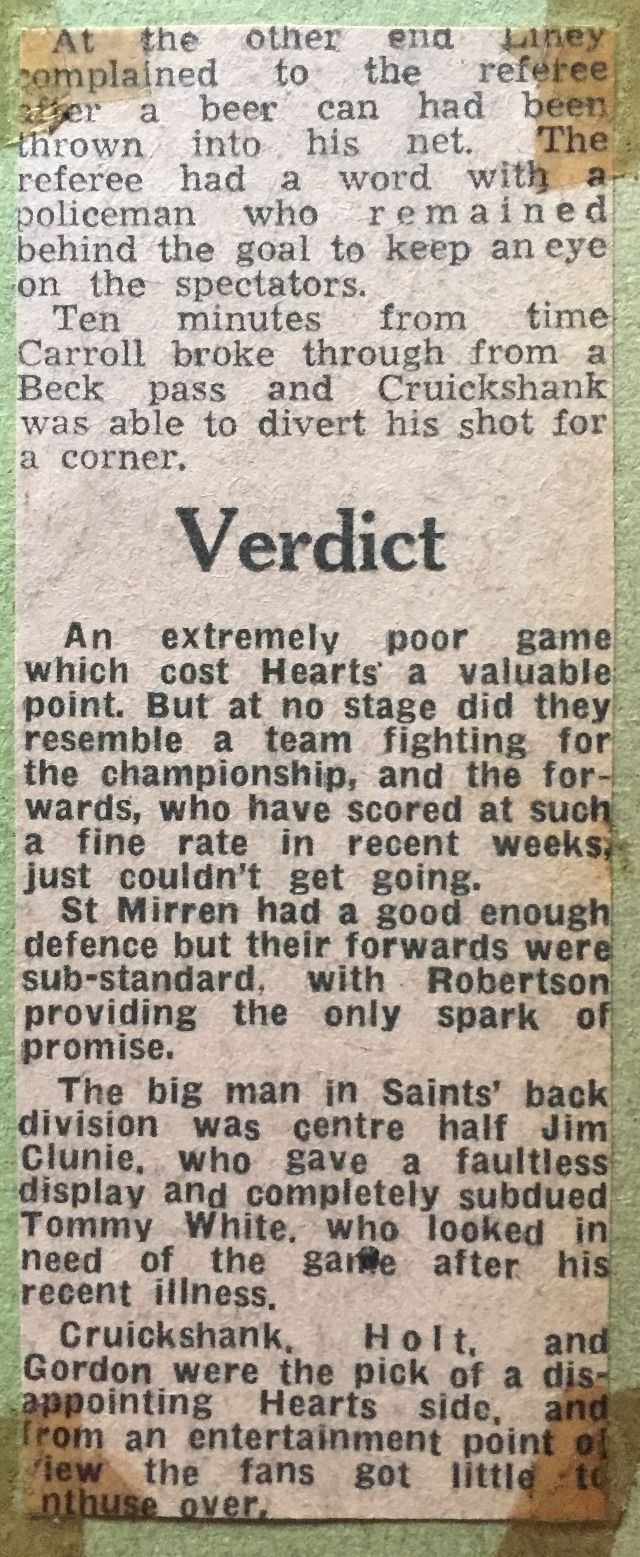 At the other end Liney
complained to the referee
after a beer can had been
thrown into his net. The
referee had a word with a
policeman who remained
behind the goal to keep an eye
on the spectators.
Ten minutes from time
Carroll broke through from a
Beck pass and Cruickshank
was able to divert his shot for
a corner.
Verdict
An extremely poor game
which cost Hearts a valuable
point. But at no stage did they
resemble a team fighting for
the championship, and the for-
wards, who have scored at such
a fine rate in recent weeks,
just couldn't get going.
St Mirren had a good enough
defence but their forwards were
sub-standard, with Robertson
providing the only spark of
promise.
The big man in Saints' back
division was centre half Jim
Clunie, who gave a faultless
display and completely subdued
Tommy White, who looked in
need of the game after his
recent illness.
Cruickshank, Holt, and
Gordon were the pick of a dis-
appointing Hearts side, and
from an entertainment point of
view the fans got little to
nthuse over.